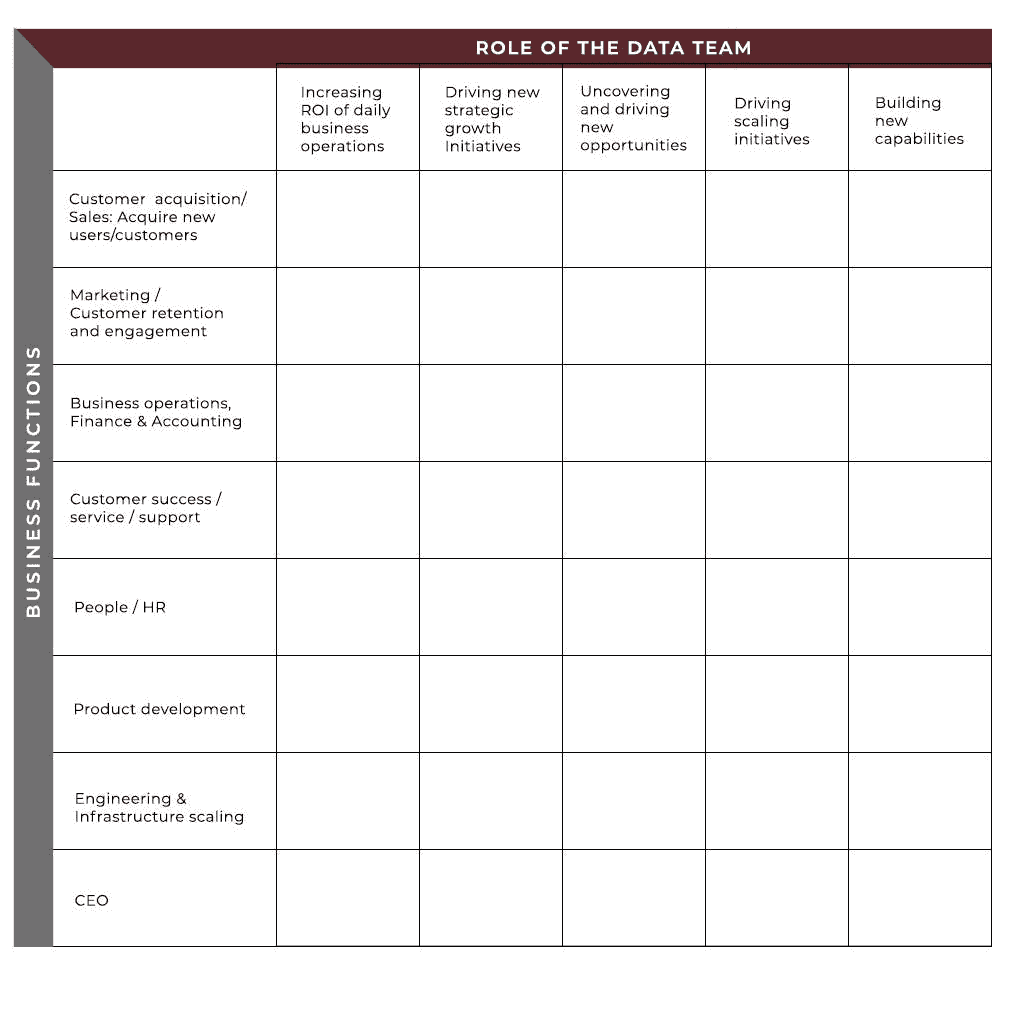 ROLE OF THE DATA TEAM
Increasing
ROI of daily
business
operations
Driving new
strategic
growth
Initiatives
Uncovering
and driving
new
opportunities
Driving
scaling
initiatives
Building
new
capabilities
BUSINESS FUNCTIONS
Customer acquisition/
Sales: Acquire new
users/customers
Marketing /
Customer retention
and engagement
Business operations,
Finance & Accounting
Customer success /
service / support
People / HR
Product development
Engineering &
Infrastructure scaling
CEO